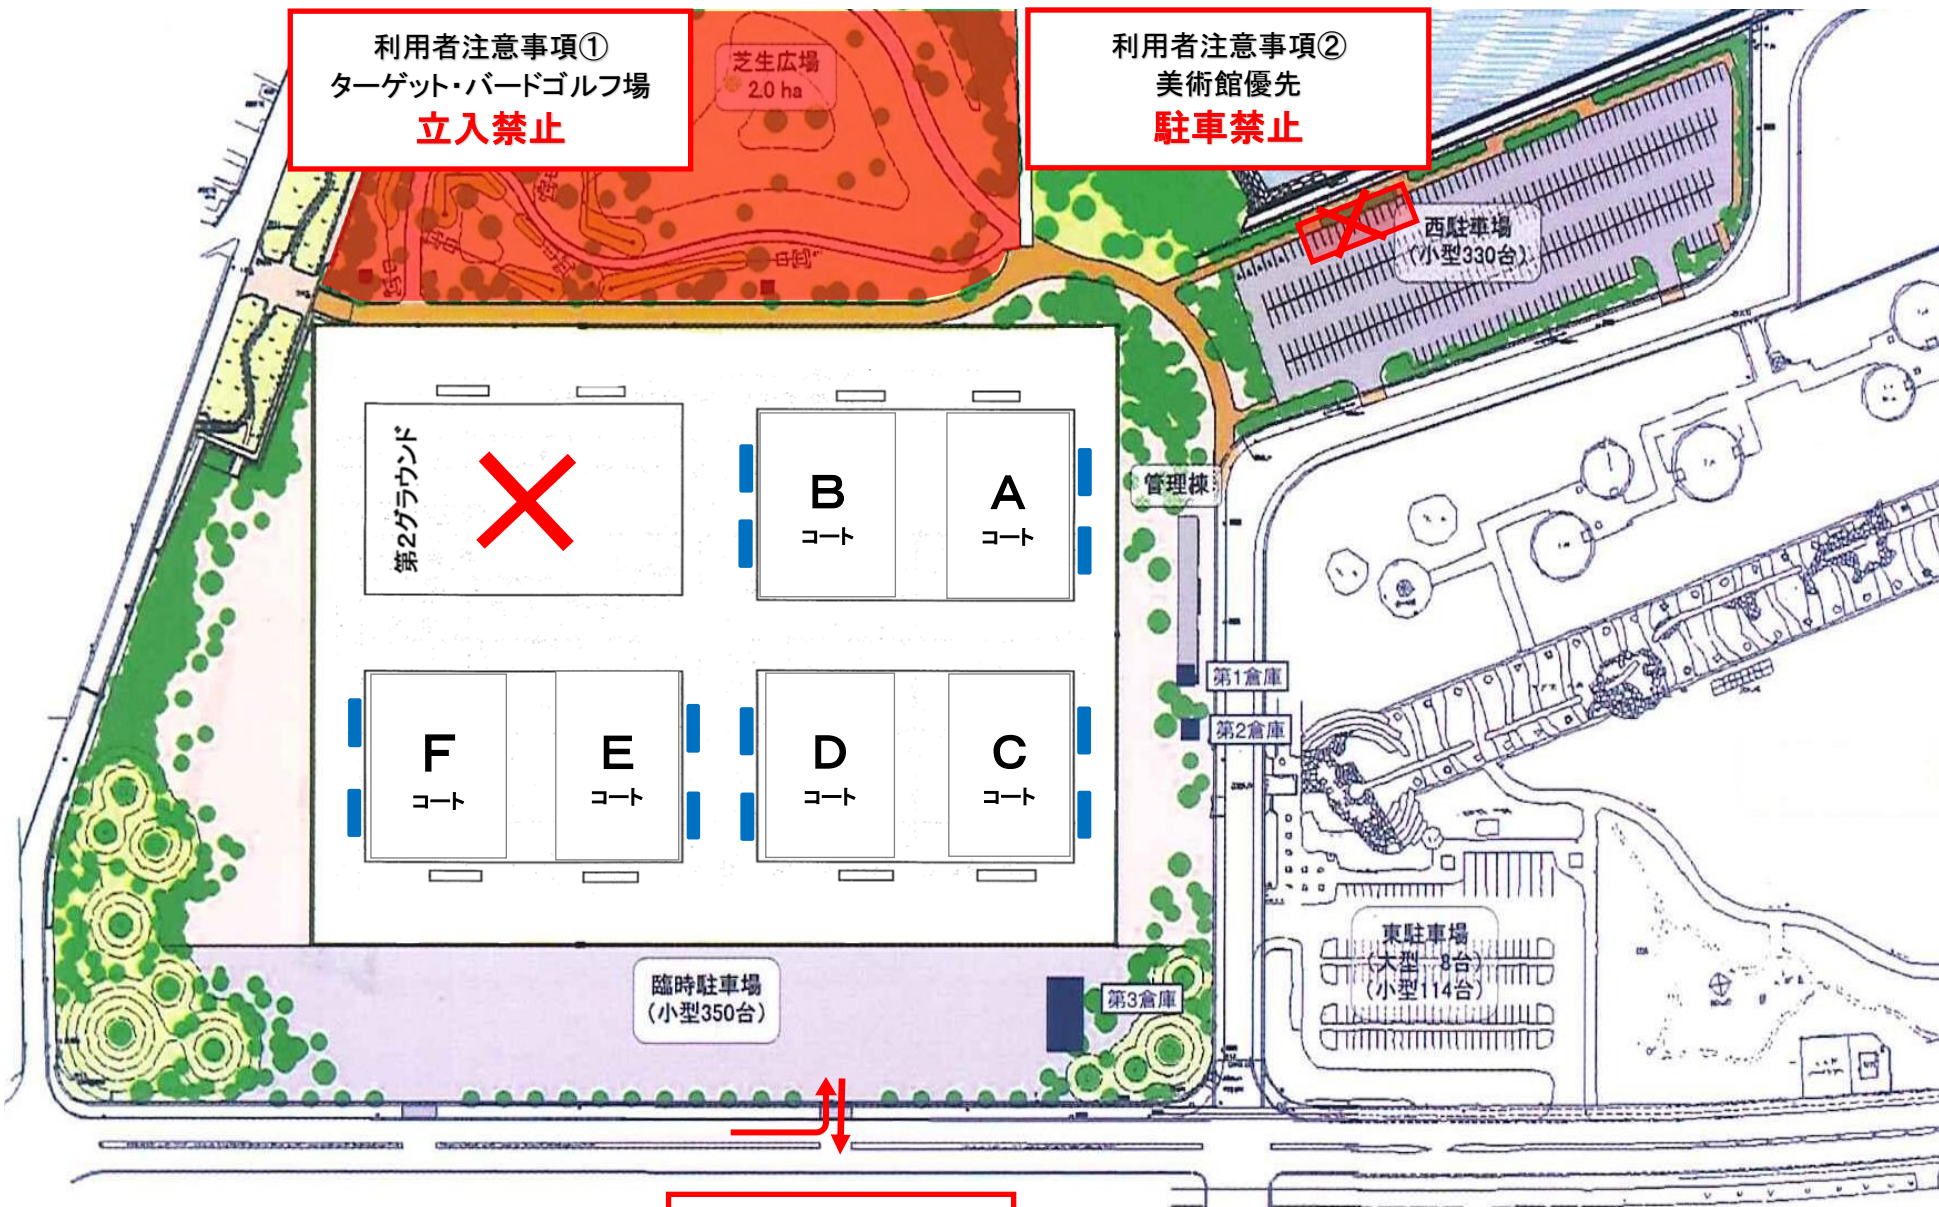 利用者注意事項①
ターゲット・バードゴルフ場
立入禁止
芝生広場
2.0 ha
利用者注意事項②
美術館優先
駐車禁止
西駐車場
(小型330台)
第2グラウンド
B
コート
A
コート
管理棟
第1倉庫
第2倉庫
F
コート
E
コート
D
コート
C
コート
東駐車場
(大型 8台)
(小型114台)
臨時駐車場
(小型350台)
第3倉庫